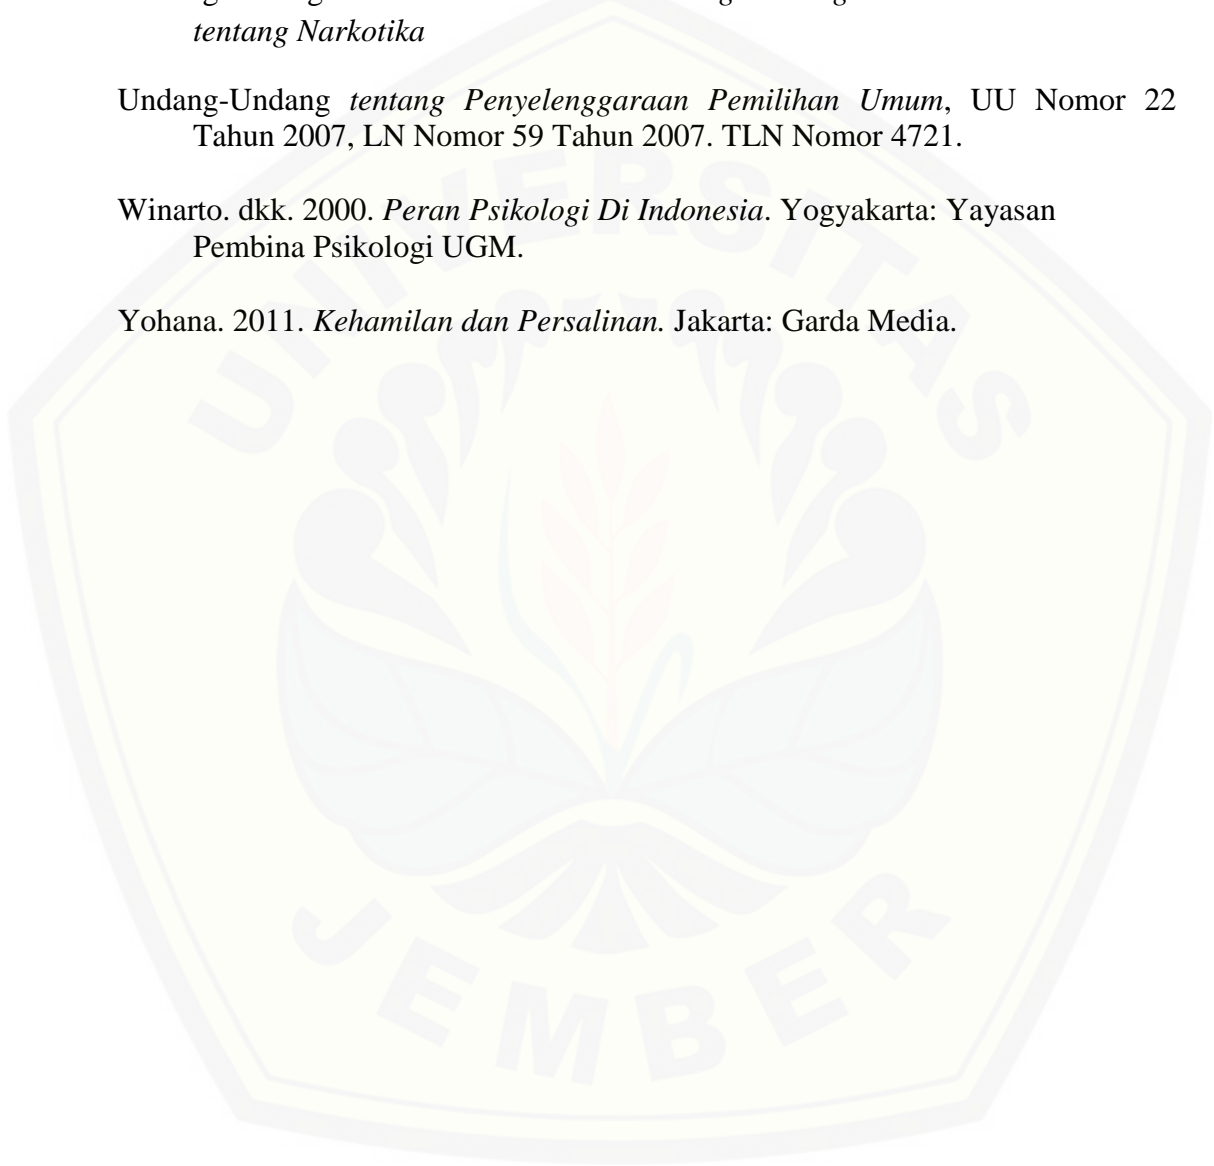 tentang Narkotika
Undang-Undang tentang Penyelenggaraan Pemilihan Umum, UU Nomor 22
Tahun 2007, LN Nomor 59 Tahun 2007. TLN Nomor 4721.
Winarto. dkk. 2000. Peran Psikologi Di Indonesia. Yogyakarta: Yayasan
Pembina Psikologi UGM.
Yohana. 2011. Kehamilan dan Persalinan. Jakarta: Garda Media.
UNIVERSITAS
JEMBER